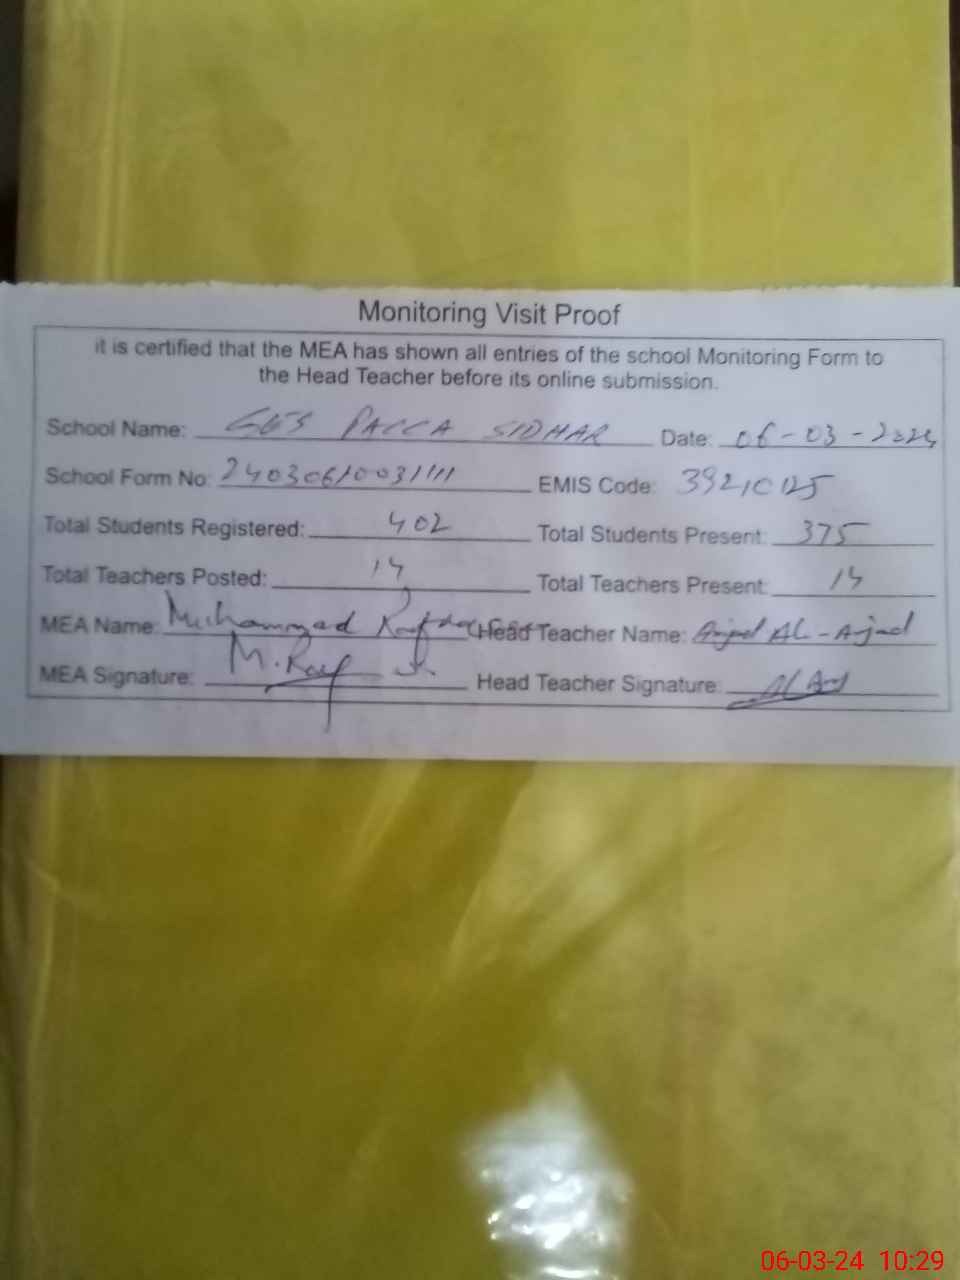 Monitoring Visit Proof
it is certified that the MEA has shown all entries of the school Monitoring Form to
the Head Teacher before its online submission.
School Name: PACCA SIDHAR Date: 06-03-2024
School Form No: 2403061003111 EMIS Code: 39210125
Total Students Registered: 402 Total Students Present: 375
Total Teachers Posted: 14 Total Teachers Present: 14
MEA Name: Muhammad Head Teacher Name:
MEA Signature: M. Head Teacher Signature:
06-03-24 10:29